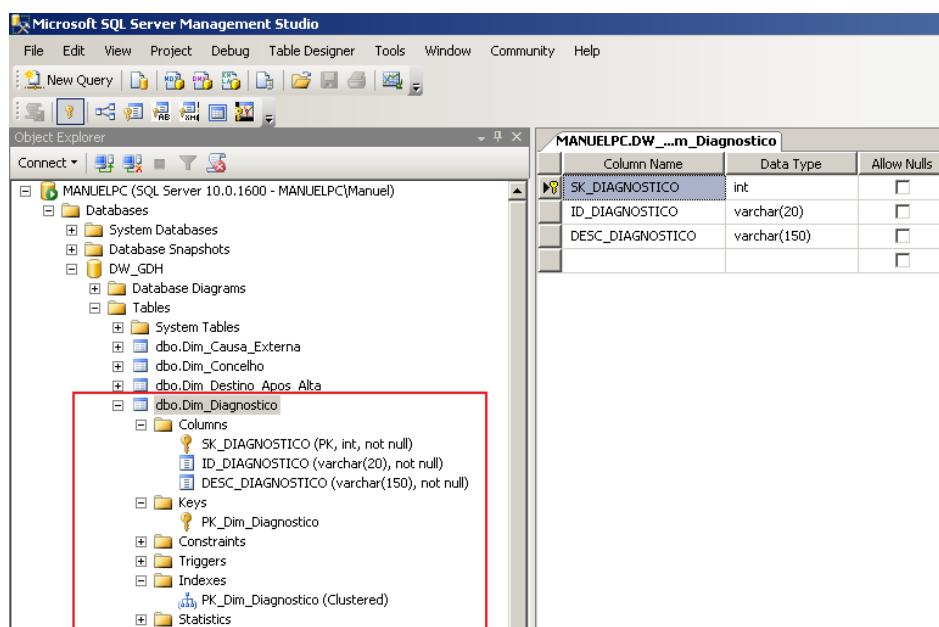 Microsoft SQL Server Management Studio
File Edit View Project Debug Table Designer Tools Window Community Help
New Query
Object Explorer
Connect
MANUELPC (SQL Server 10.0.1600 - MANUELPC\Manuel)
Databases
System Databases
Database Snapshots
DW_GDH
Database Diagrams
Tables
System Tables
dbo.Dim_Causa_Externa
dbo.Dim_Concelho
dbo.Dim_Destino_Apos_Alta
dbo.Dim_Diagnostico
Columns
SK_DIAGNOSTICO (PK, int, not null)
ID_DIAGNOSTICO (varchar(20), not null)
DESC_DIAGNOSTICO (varchar(150), not null)
Keys
PK_Dim_Diagnostico
Constraints
Triggers
Indexes
PK_Dim_Diagnostico (Clustered)
Statistics
MANUELPC.DW_...m_Diagnostico
Column Name Data Type Allow Nulls
SK_DIAGNOSTICO int
ID_DIAGNOSTICO varchar(20)
DESC_DIAGNOSTICO varchar(150)